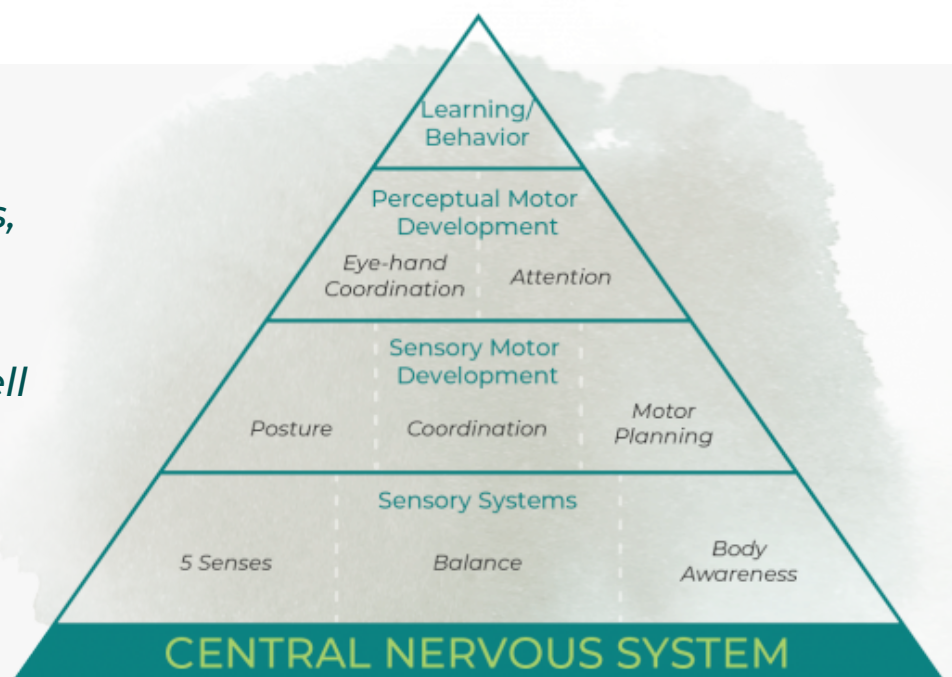 Learning/
Behavior
s,
Perceptual Motor
Development
Eye-hand
Coordination
Attention
ell
Sensory Motor
Development
Posture
Coordination
Motor
Planning
Sensory Systems
5 Senses
Balance
Body
Awareness
CENTRAL NERVOUS SYSTEM